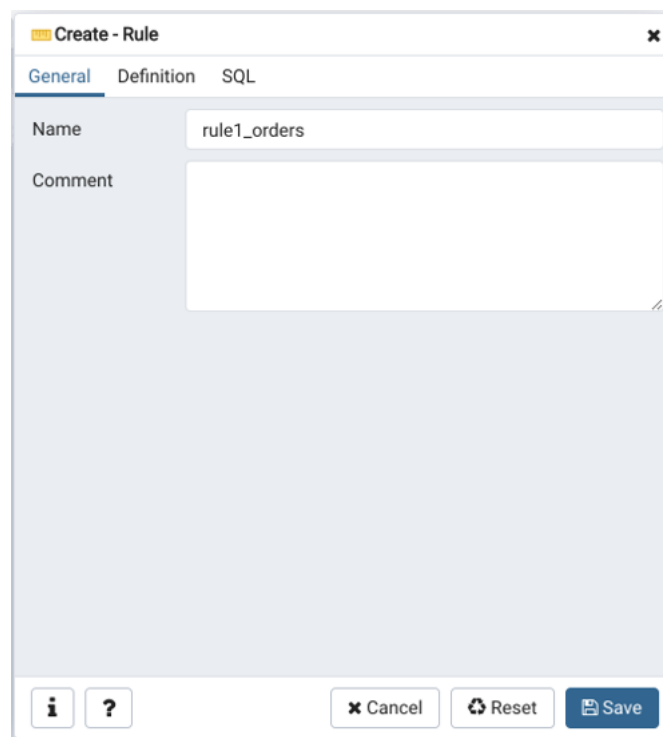 Create - Rule
General Definition SQL
Name rule1_orders
Comment
i ? Cancel Reset Save